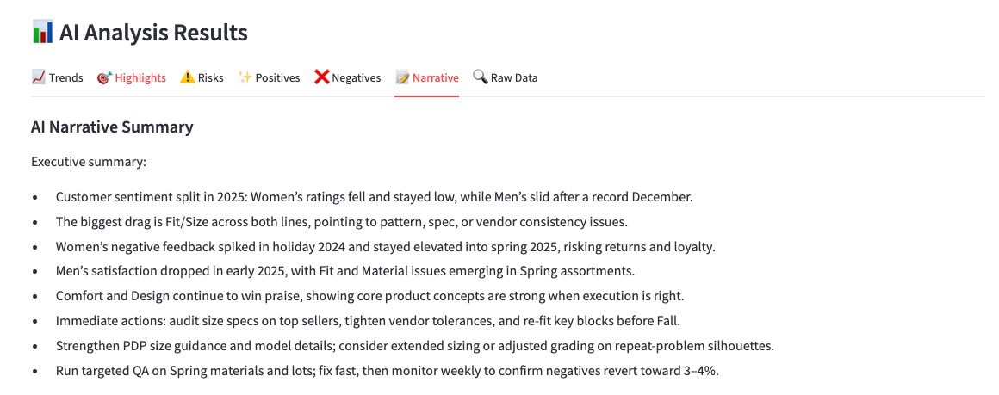 AI Analysis Results
Trends Highlights Risks Positives Negatives Narrative Raw Data
AI Narrative Summary
Executive summary:
• Customer sentiment split in 2025: Women’s ratings fell and stayed low, while Men’s slid after a record December.
• The biggest drag is Fit/Size across both lines, pointing to pattern, spec, or vendor consistency issues.
• Women’s negative feedback spiked in holiday 2024 and stayed elevated into spring 2025, risking returns and loyalty.
• Men’s satisfaction dropped in early 2025, with Fit and Material issues emerging in Spring assortments.
• Comfort and Design continue to win praise, showing core product concepts are strong when execution is right.
• Immediate actions: audit size specs on top sellers, tighten vendor tolerances, and re-fit key blocks before Fall.
• Strengthen PDP size guidance and model details; consider extended sizing or adjusted grading on repeat-problem silhouettes.
• Run targeted QA on Spring materials and lots; fix fast, then monitor weekly to confirm negatives revert toward 3–4%.